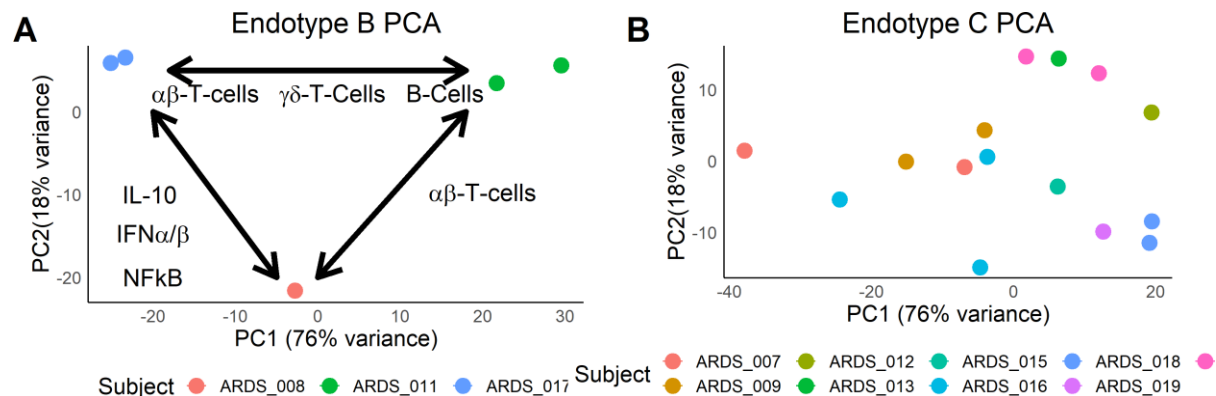 A
Endotype B PCA
0
-10
-20
PC2(18% variance)
αβ-T-cells γδ-T-Cells B-Cells
αβ-T-cells
IL-10
IFNα/β
NFkB
-20 -10 0 10 20 30
PC1 (76% variance)
Subject ARDS_008 ARDS_011 ARDS_017
B
Endotype C PCA
10
0
-10
PC2(18% variance)
-40 -20 0 20
PC1 (76% variance)
Subject
ARDS_007 ARDS_012 ARDS_015 ARDS_018
ARDS_009 ARDS_013 ARDS_016 ARDS_019